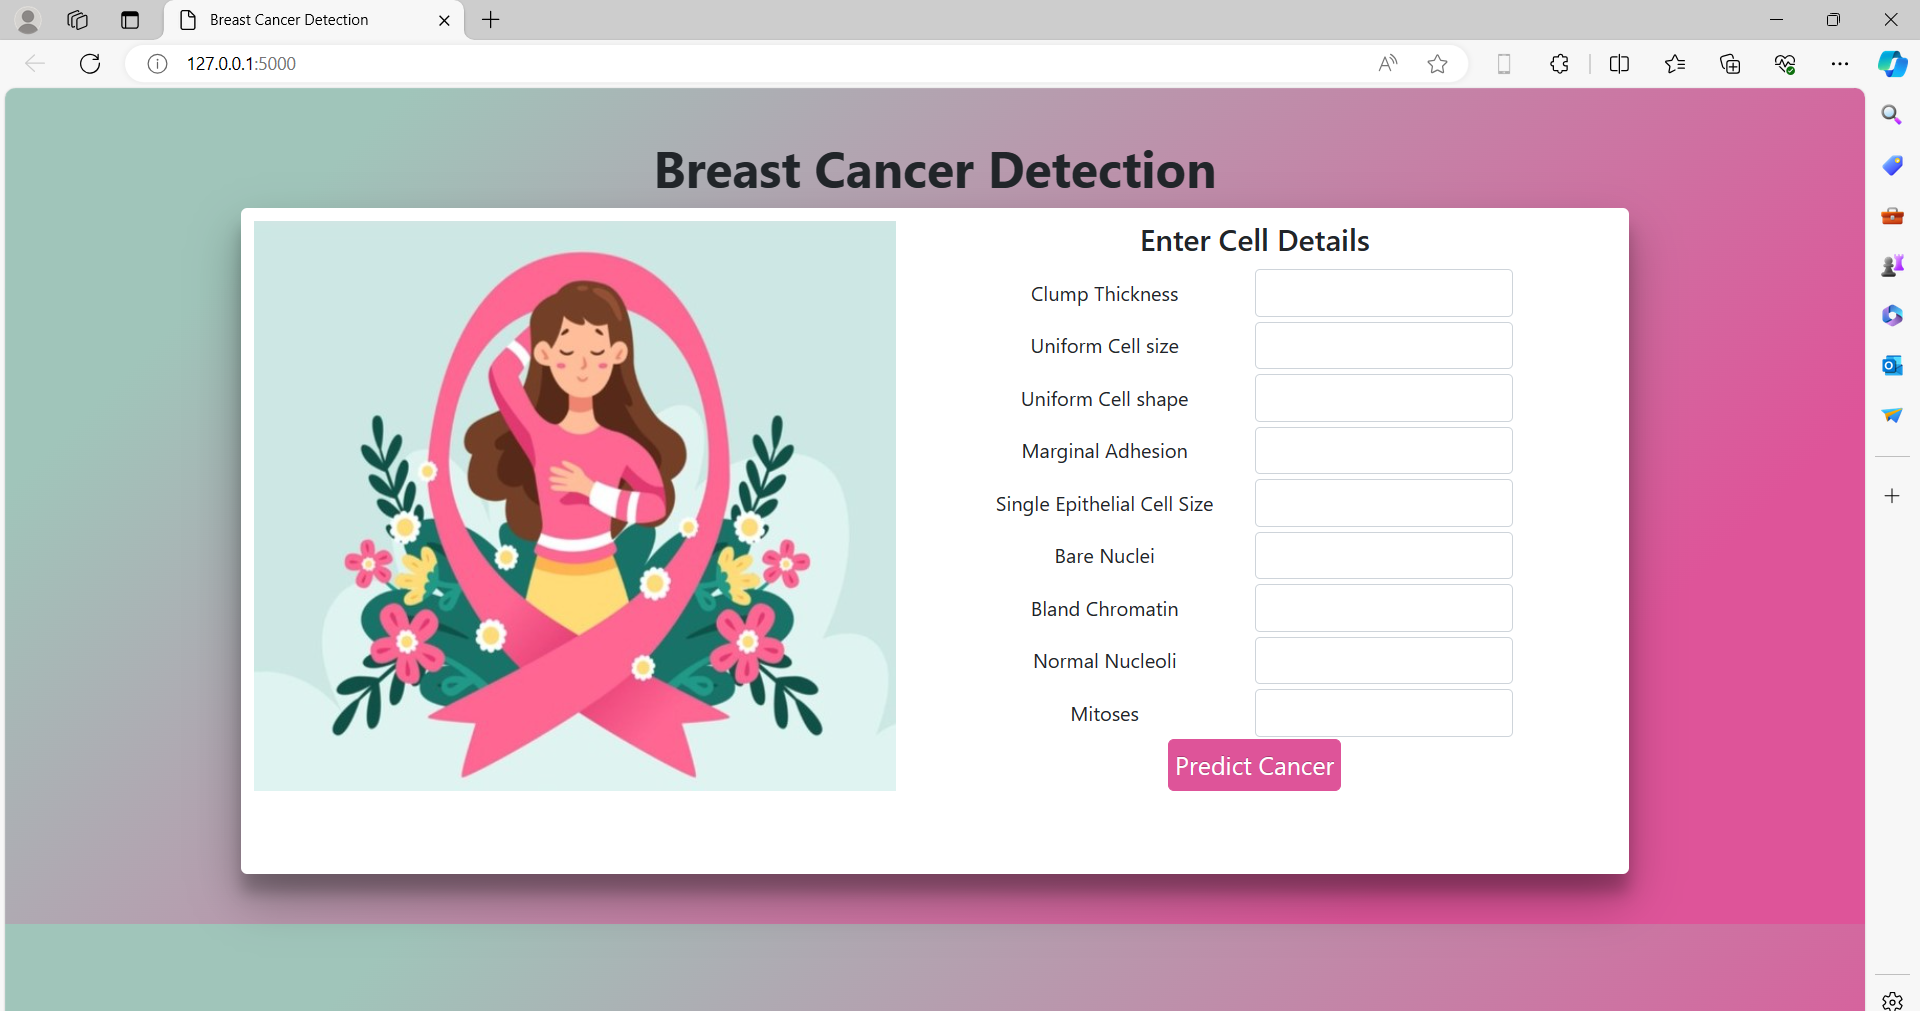 Breast Cancer Detection
127.0.0.1:5000
Breast Cancer Detection
Enter Cell Details
Clump Thickness
Uniform Cell size
Uniform Cell shape
Marginal Adhesion
Single Epithelial Cell Size
Bare Nuclei
Bland Chromatin
Normal Nucleoli
Mitoses
Predict Cancer